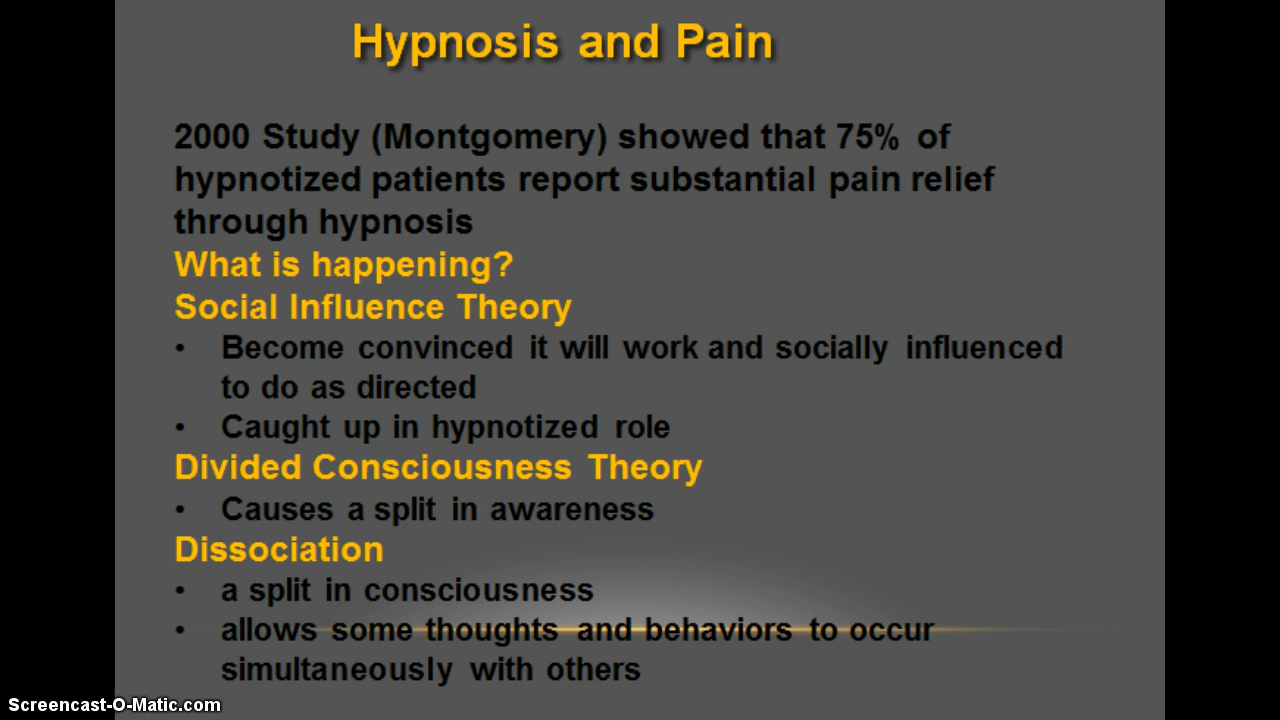 Hypnosis and Pain
2000 Study (Montgomery) showed that 75% of
hypnotized patients report substantial pain relief
through hypnosis
What is happening?
Social Influence Theory
• Become convinced it will work and socially influenced
to do as directed
• Caught up in hypnotized role
Divided Consciousness Theory
• Causes a split in awareness
Dissociation
• a split in consciousness
• allows some thoughts and behaviors to occur
simultaneously with others
Screencast-O-Matic.com